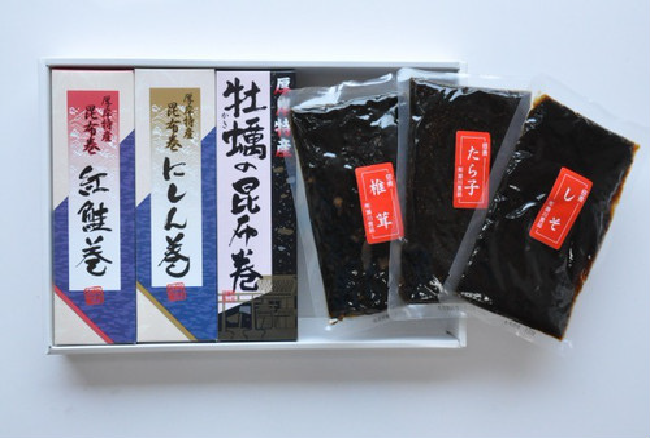 厚岸特産
昆布巻
紅鮭巻
厚岸特産
昆布巻
にしん巻
牡蠣の昆布巻
かき
厚岸特産
椎茸
たら子
しそ